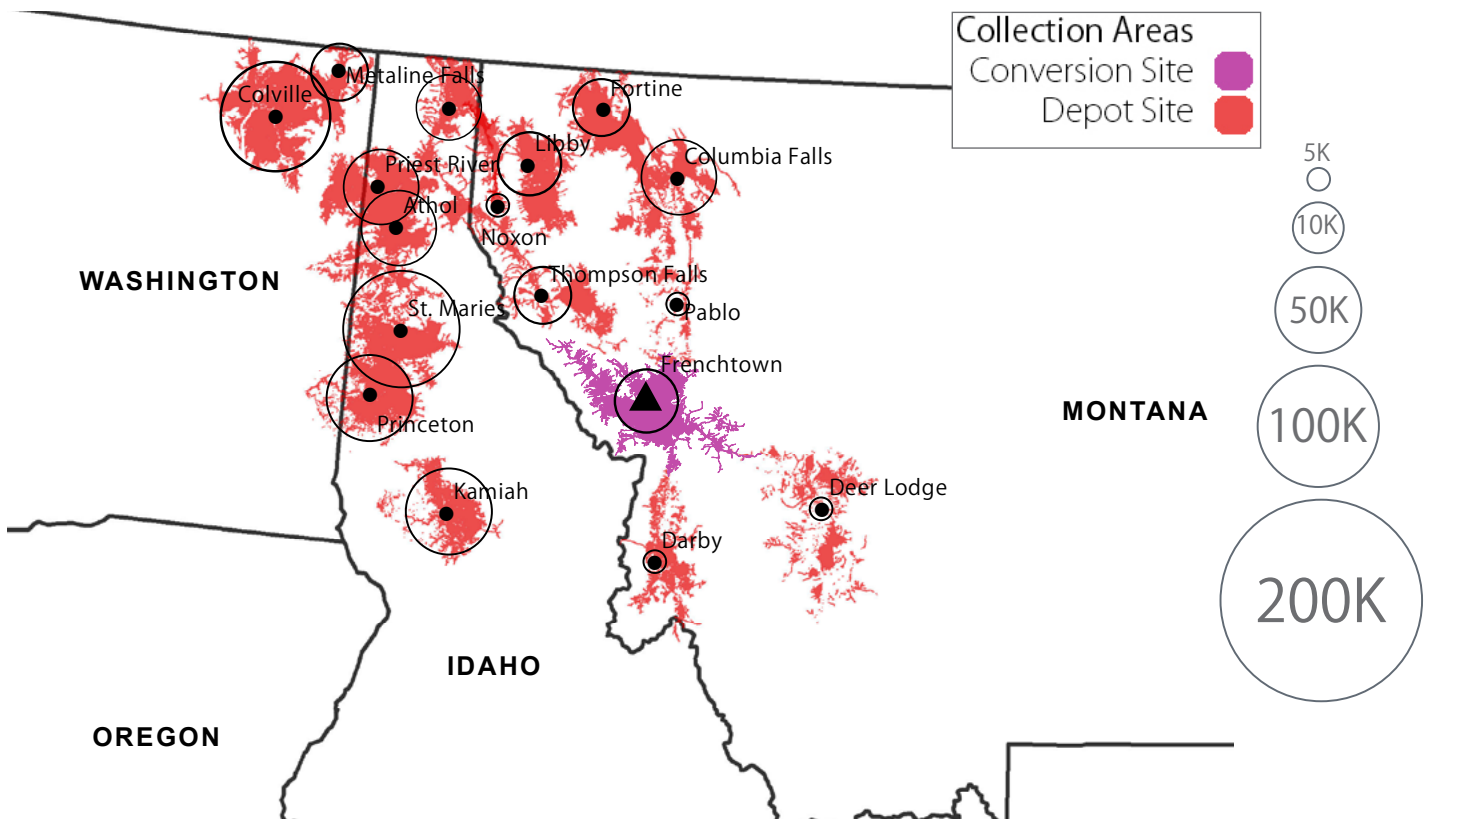 Collection Areas
Conversion Site
Depot Site
Metaline Falls
Colville
Fortine
Libby
Columbia Falls
Priest River
Athol
Noxon
Thompson Falls
WASHINGTON
St. Maries
Pablo
Frenchtown
MONTANA
Princeton
Kamiah
Deer Lodge
Darby
IDAHO
OREGON
5K
10K
50K
100K
200K